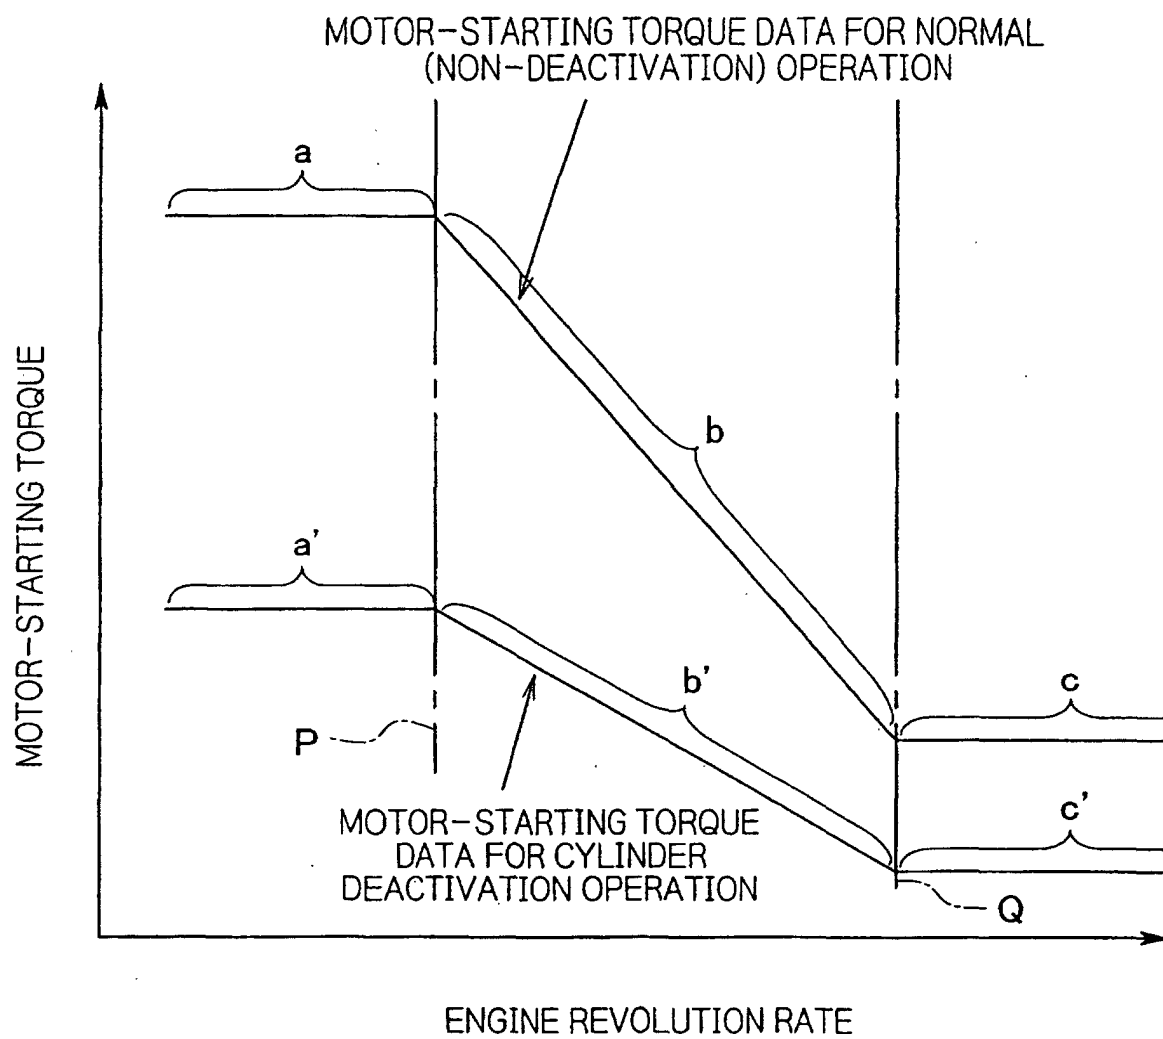 MOTOR-STARTING TORQUE DATA FOR NORMAL
(NON-DEACTIVATION) OPERATION
a
b
a'
b'
c
P
c'
MOTOR-STARTING TORQUE
DATA FOR CYLINDER
DEACTIVATION OPERATION
Q
MOTOR-STARTING TORQUE
ENGINE REVOLUTION RATE